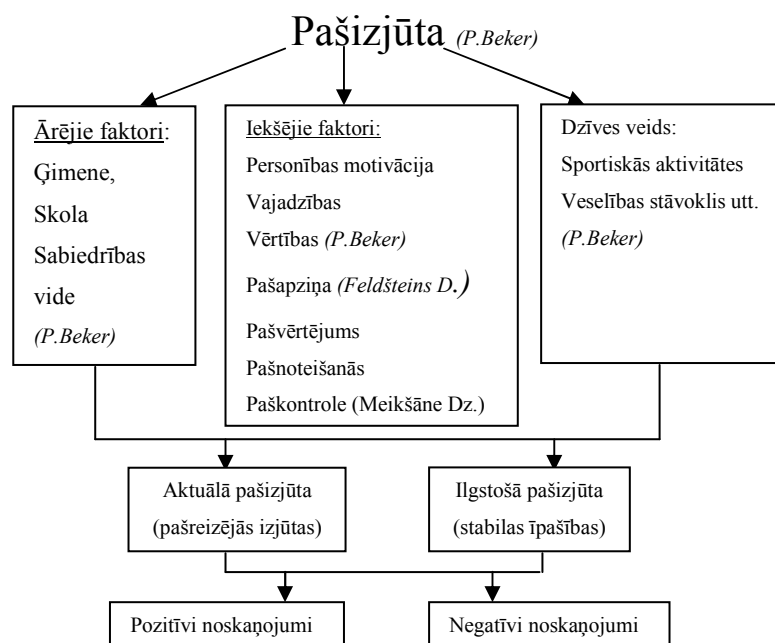 Pašizjūta (P.Beker)
Ārējie faktori:
Ģimene,
Skola
Sabiedrības
vide
(P.Beker)
Iekšējie faktori:
Personības motivācija
Vajadzības
Vērtības (P.Beker)
Pašapziņa (Feldšteins D.)
Pašvērtējums
Pašnoteišanās
Paškontrole (Meikšāne Dz.)
Dzīves veids:
Sportiskās aktivitātes
Veselības stāvoklis utt.
(P.Beker)
Aktuālā pašizjūta
(pašreizējās izjūtas)
Ilgstošā pašizjūta
(stabilas īpašības)
Pozitīvi noskaņojumi
Negatīvi noskaņojumi